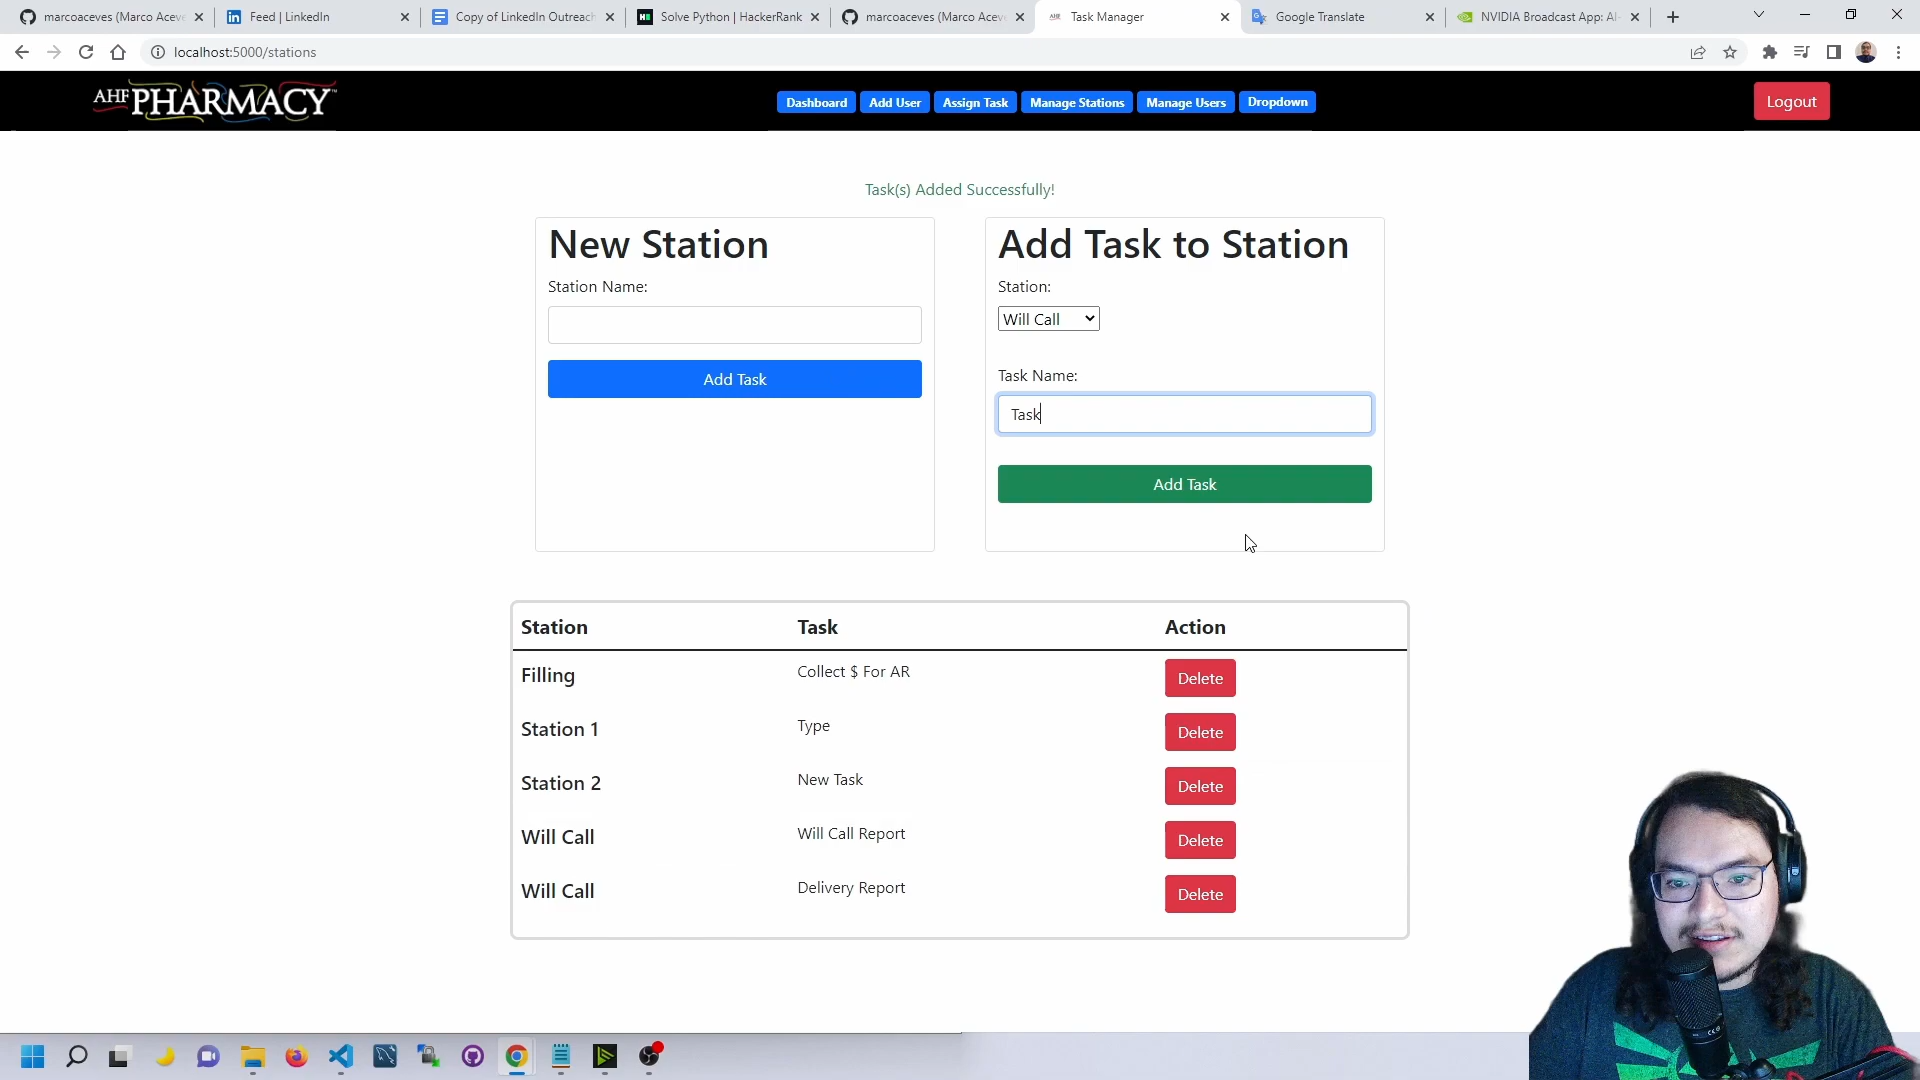 marcoaceves (Marco Aceve
Feed | LinkedIn
Copy of LinkedIn Outreach
Solve Python | HackerRank
marcoaceves (Marco Aceve
Task Manager
Google Translate
NVIDIA Broadcast App: AI-
localhost:5000/stations
AHF PHARMACY
Dashboard
Add User
Assign Task
Manage Stations
Manage Users
Dropdown
Logout
Task(s) Added Successfully!
New Station
Station Name:
Add Task
Add Task to Station
Station:
Will Call
Task Name:
Task
Add Task
Station Task Action
Filling Collect $ For AR Delete
Station 1 Type Delete
Station 2 New Task Delete
Will Call Will Call Report Delete
Will Call Delivery Report Delete